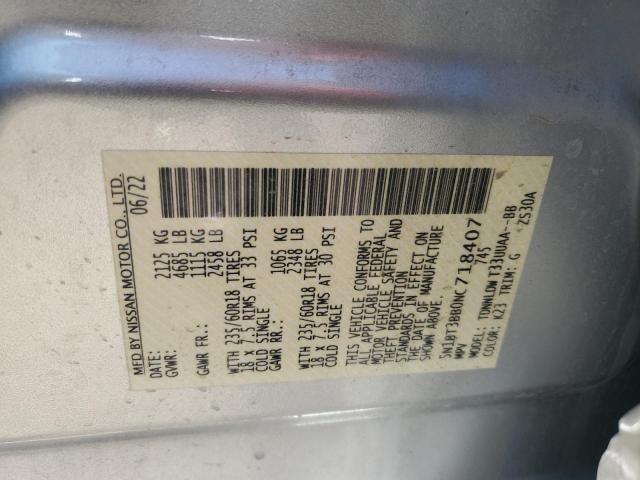 MFD BY NISSAN MOTOR CO., LTD.
DATE: 06/22
GVWR: 2125 KG
4685 LB
GAWR FR.: 1115 KG
2458 LB
WITH 235/60R18 TIRES
18 x 7.5 RIMS AT 33 PSI
COLD SINGLE
GAWR RR.: 1065 KG
2348 LB
WITH 235/60R18 TIRES
18 x 7.5 RIMS AT 30 PSI
COLD SINGLE
THIS VEHICLE CONFORMS TO
ALL APPLICABLE FEDERAL
MOTOR VEHICLE SAFETY AND
THEFT PREVENTION
STANDARDS IN EFFECT ON
THE DATE OF MANUFACTURE
SHOWN ABOVE.
5N1BT3BB0NC718407
MPV 745
MODEL: TDWNLDW T33UUAA--BB
COLOR: K23 TRIM: G ZS30A